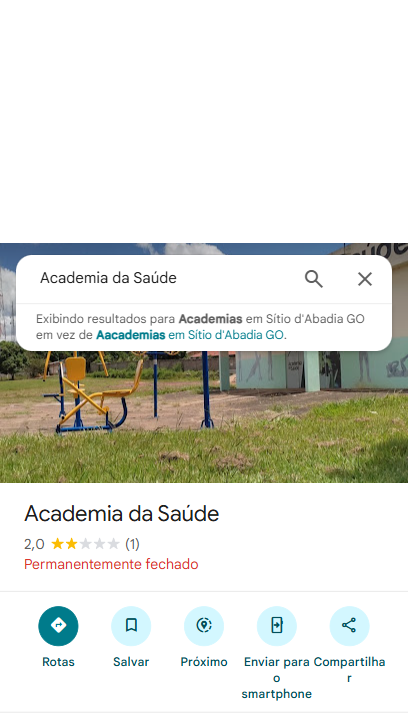 Academia da Saúde
Exibindo resultados para Academias em Sítio d'Abadia GO
em vez de Aacademias em Sítio d'Abadia GO.
Academia da Saúde
2,0 (1)
Permanentemente fechado
Rotas
Salvar
Próximo
Enviar para
o
smartphone
Compartilha
r